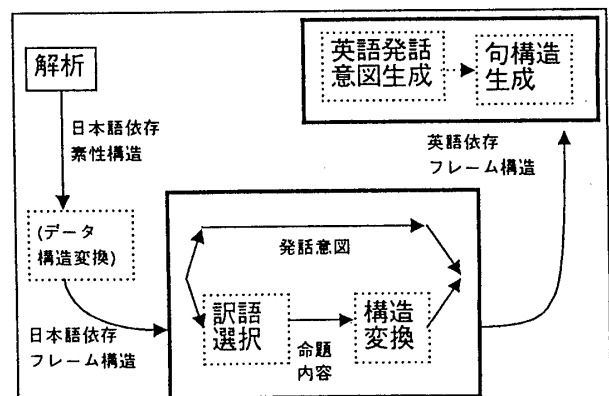 解析
日本語依存
素性構造
(データ
構造変換)
日本語依存
フレーム構造
発話意図
訳語
選択
命題
内容
構造
変換
英語依存
フレーム構造
英語発話
意図生成
句構造
生成